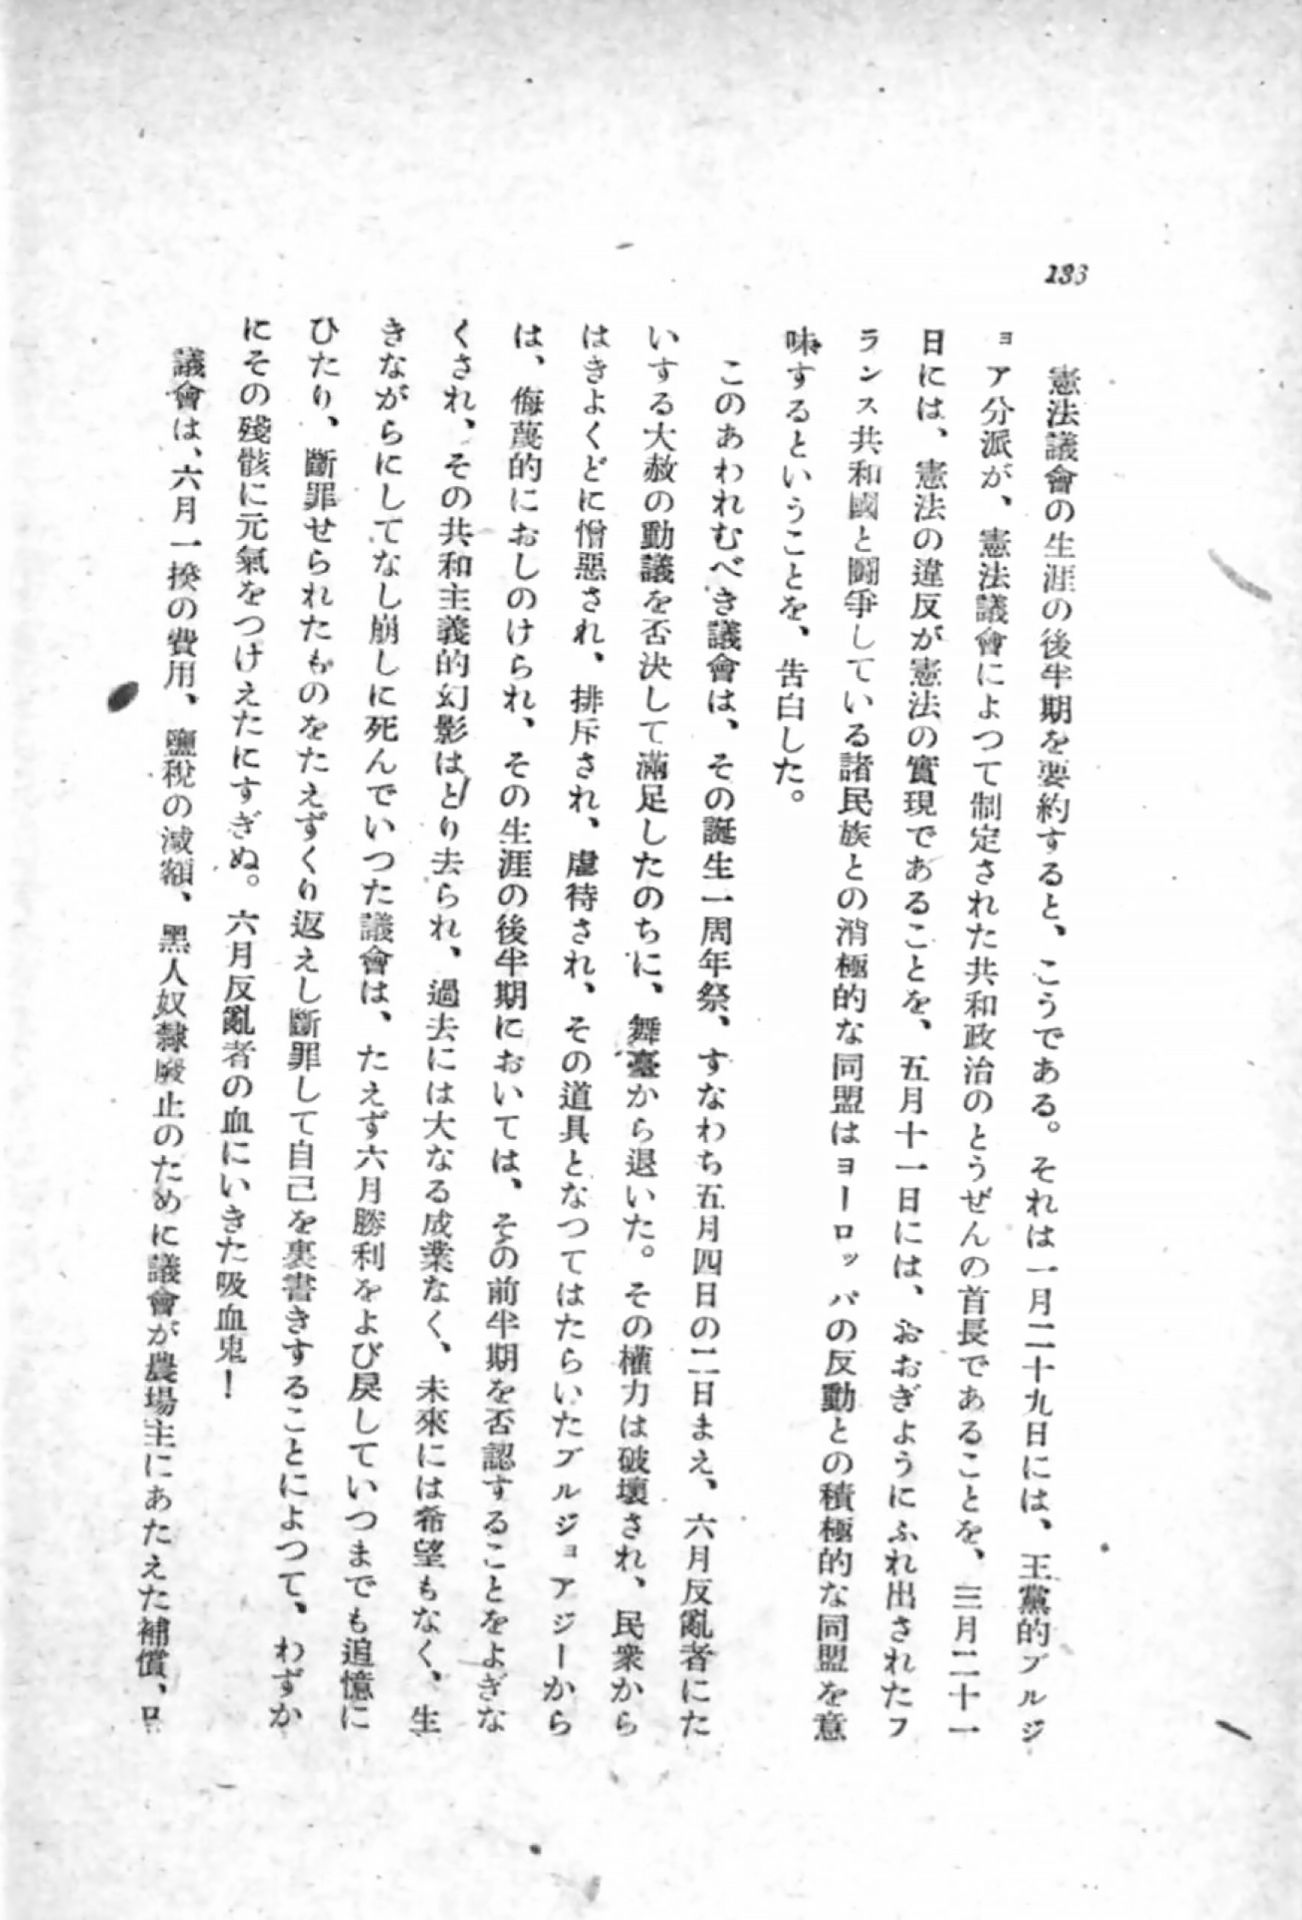 133
憲法議會の生涯の後半期を要約すると、こうである。それは一月二十九日には、王黨的ブルジ
ョア分派が、憲法議會によつて制定された共和政治のとうぜんの首長であることを、三月二十一
日には、憲法の違反が憲法の實現であることを、五月十一日には、おおぎようにふれ出されたフ
ランス共和國と鬪爭している諸民族との消極的な同盟はヨーロッパの反動との積極的な同盟を意
味するということを、告白した。
このあわれむべき議會は、その誕生一周年祭、すなわち五月四日の二日まえ、六月反亂者にた
いする大赦の動議を否決して滿足したのちに、舞臺から退いた。その權力は破壞され、民衆から
はきよくどに憎惡され、排斥され、虐待され、その道具となつてはたらいたブルジョアジーから
は、侮蔑的におしのけられ、その生涯の後半期においては、その前半期を否認することをよぎな
くされ、その共和主義的幻影はとり去られ、過去には大なる成業なく、未來には希望もなく、生
きながらにしてなし崩しに死んでいつた議會は、たえず六月勝利をよび戾していつまでも追憶に
ひたり、斷罪せられたものをたえずくり返えし斷罪して自己を裏書きすることによつて、わずか
にその殘骸に元氣をつけえたにすぎぬ。六月反亂者の血にいきた吸血鬼！
議會は、六月一揆の費用、鹽稅の減額、黑人奴隸廢止のために議會が農場主にあたえた補償、